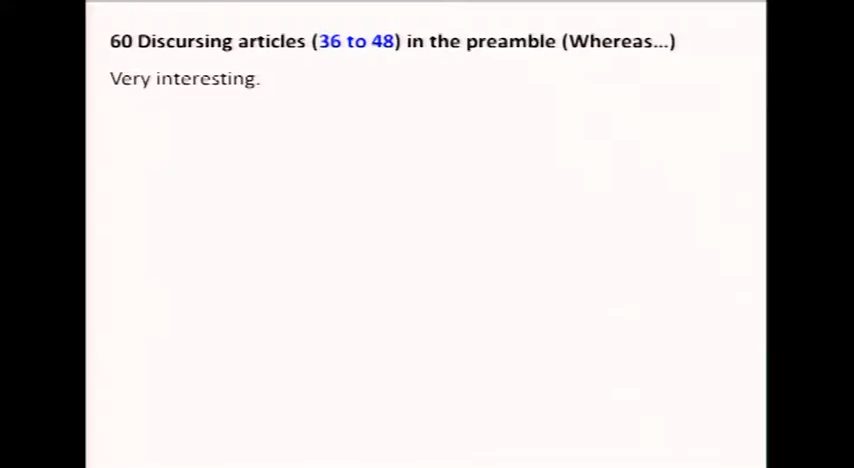 60 Discursing articles (36 to 48) in the preamble (Whereas...)
Very interesting.